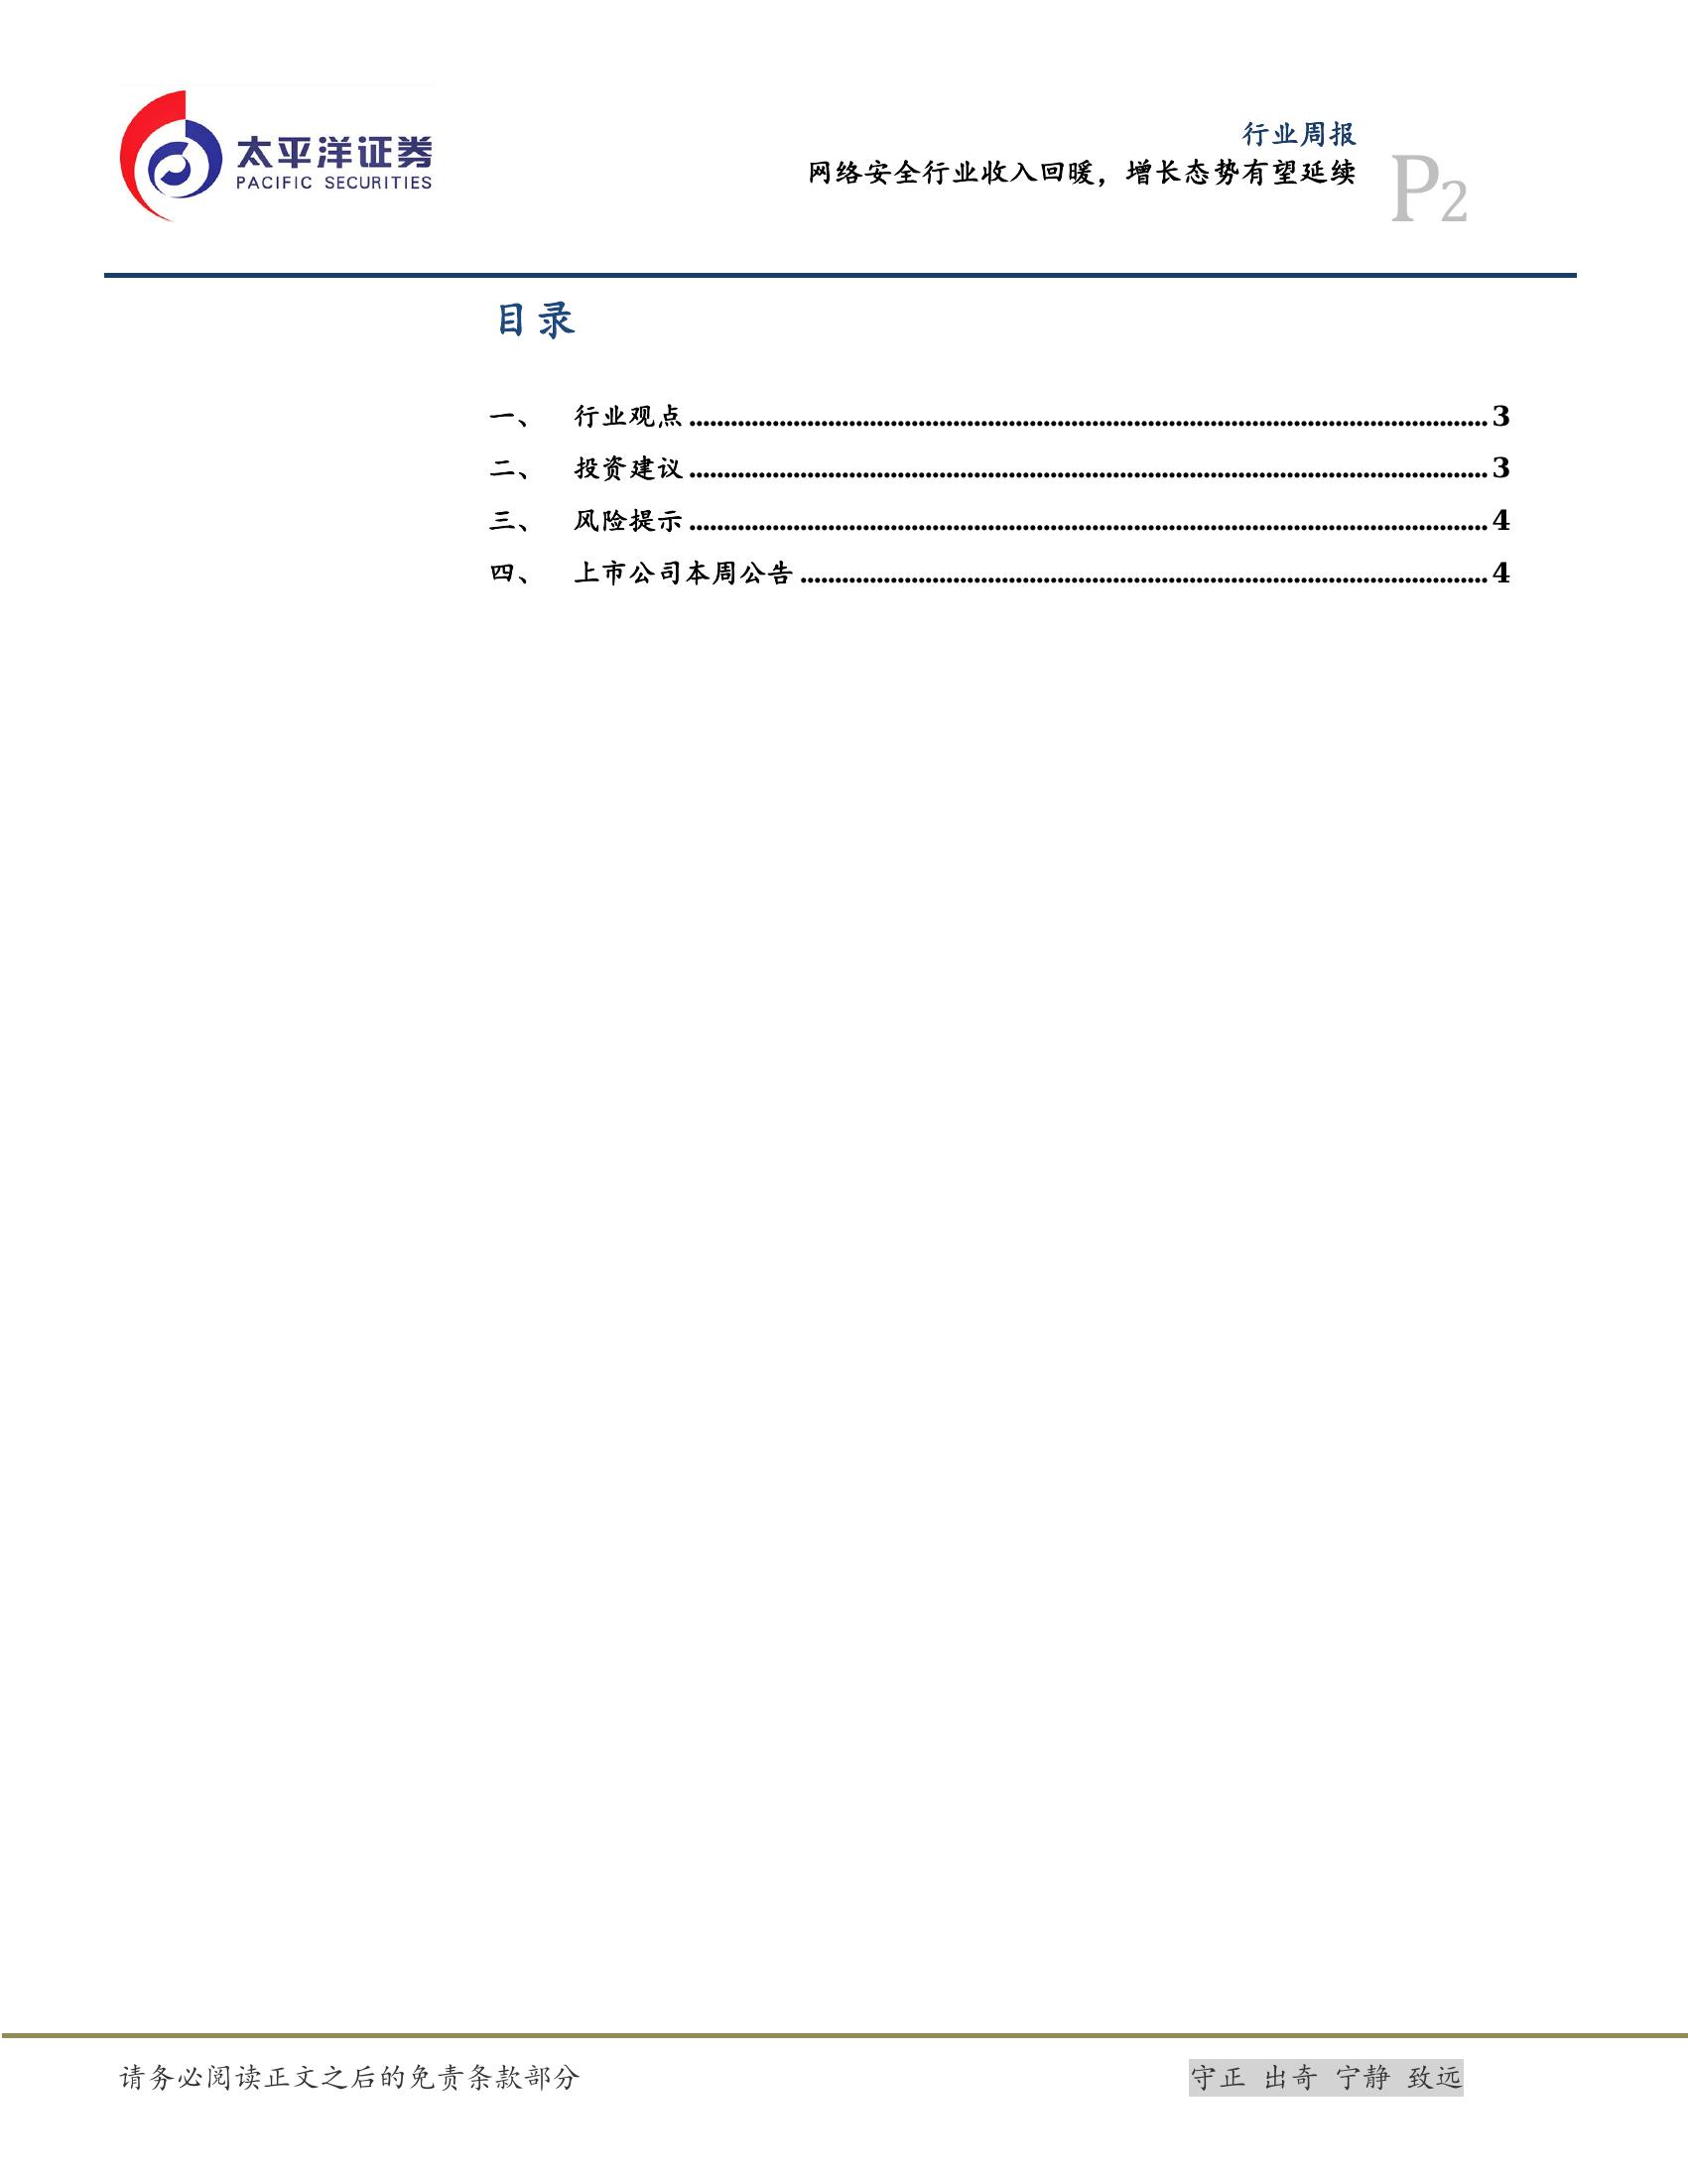 太平洋证券
PACIFIC SECURITIES
行业周报
网络安全行业收入回暖，增长态势有望延续
P2
目录
一、 行业观点 3
二、 投资建议 3
三、 风险提示 4
四、 上市公司本周公告 4
请务必阅读正文之后的免责条款部分
守正 出奇 宁静 致远